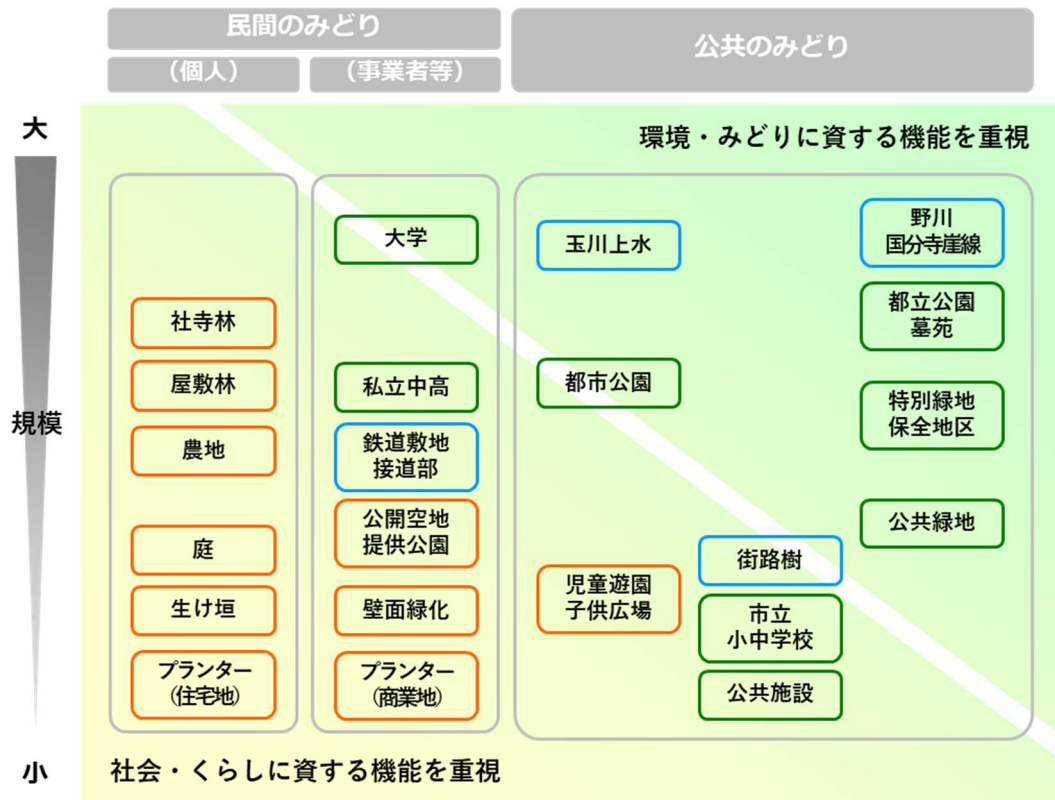 民間のみどり
公共のみどり
（個人）
（事業者等）
大
規模
小
環境・みどりに資する機能を重視
社寺林
屋敷林
農地
庭
生け垣
プランター
（住宅地）
大学
私立中高
鉄道敷地
接道部
公開空地
提供公園
壁面緑化
プランター
（商業地）
玉川上水
都市公園
児童遊園
子供広場
街路樹
市立
小中学校
公共施設
野川
国分寺崖線
都立公園
墓苑
特別緑地
保全地区
公共緑地
社会・くらしに資する機能を重視